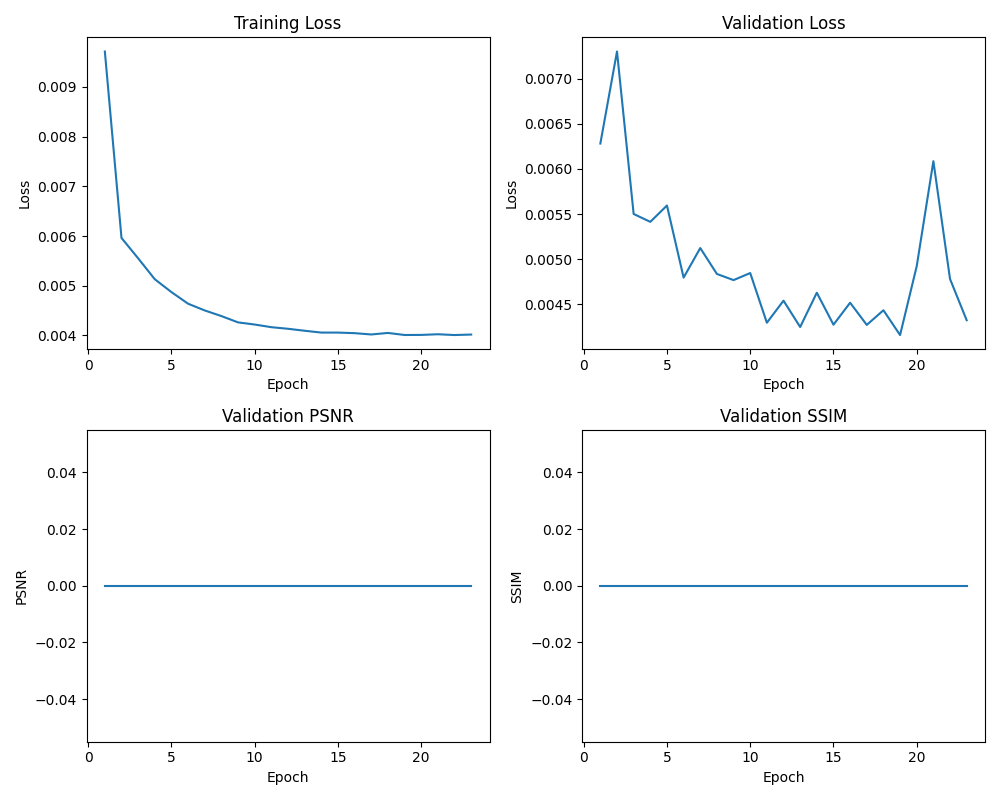 Training Loss
Validation Loss
0.009
0.008
0.007
0.006
0.005
0.004
Loss
0 5 10 15 20
Epoch
0.0070
0.0065
0.0060
0.0055
0.0050
0.0045
Loss
0 5 10 15 20
Epoch
Validation PSNR
Validation SSIM
0.04
0.02
0.00
−0.02
−0.04
PSNR
0 5 10 15 20
Epoch
0.04
0.02
0.00
−0.02
−0.04
SSIM
0 5 10 15 20
Epoch